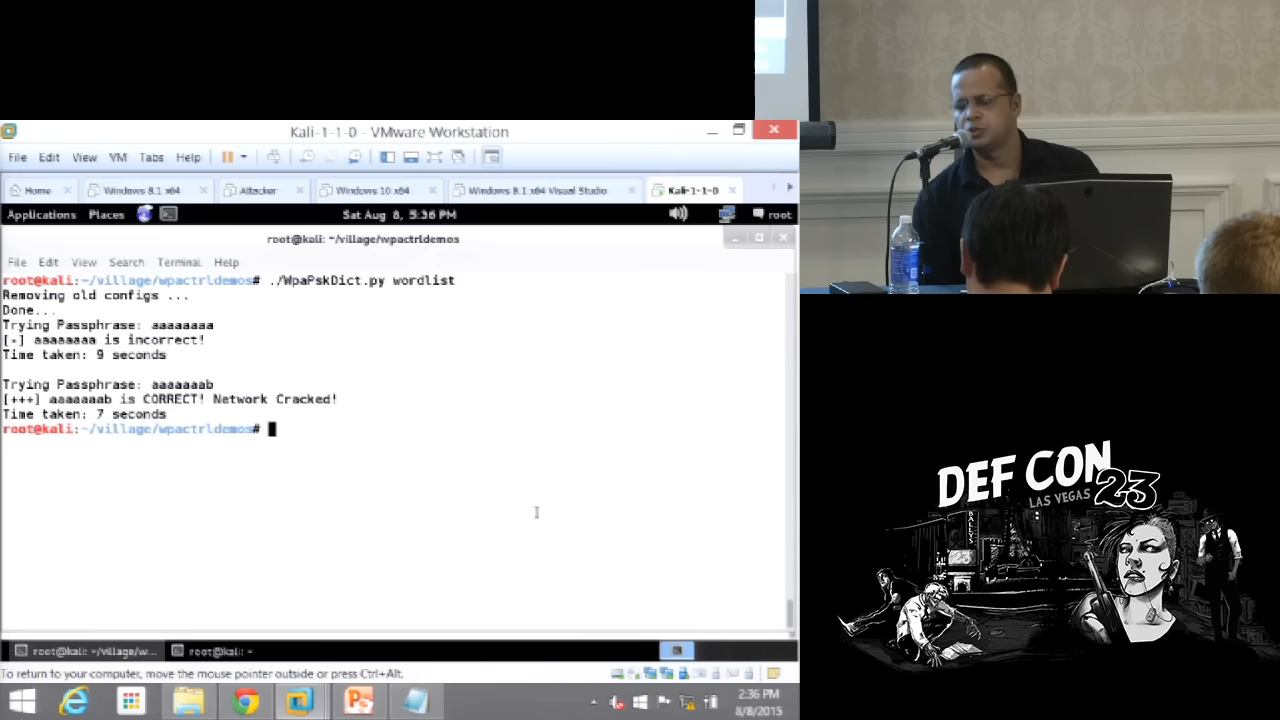 Kali-1-1-0 - VMware Workstation
File Edit View VM Tabs Help
Home Windows 8.1 x64 Attacker Windows 10 x64 Windows 8.1 x64 Visual Studio Kali-1-1-0
Applications Places Sat Aug 8, 5:36 PM root
root@kali: ~/village/wpactrldemos
File Edit View Search Terminal Help
root@kali:~/village/wpactrldemos# ./WpaPskDict.py wordlist
Removing old configs ...
Done...
Trying Passphrase: aaaaaaaa
[-] aaaaaaaa is incorrect!
Time taken: 9 seconds
Trying Passphrase: aaaaaaab
[+++] aaaaaaab is CORRECT! Network Cracked!
Time taken: 7 seconds
root@kali:~/village/wpactrldemos#
root@kali: ~/village/w... root@kali: ~
To return to your computer, move the mouse pointer outside or press Ctrl+Alt.
2:36 PM
8/8/2015
DEF CON
23
LAS VEGAS
BALLYS
23